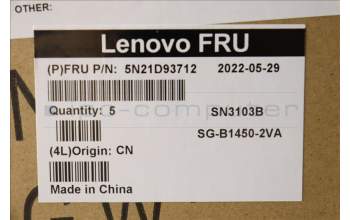 OTHER:
Lenovo FRU
(P)FRU P/N: 5N21D93712 2022-05-29
Quantity: 5 SN3103B
SG-B1450-2VA
(4L)Origin: CN
Made in China